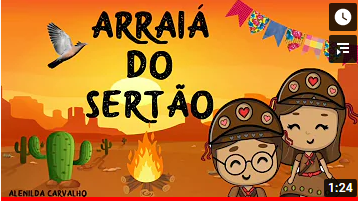 ARRAIÁ
DO
SERTÃO
ALENILDA CARVALHO
1:24